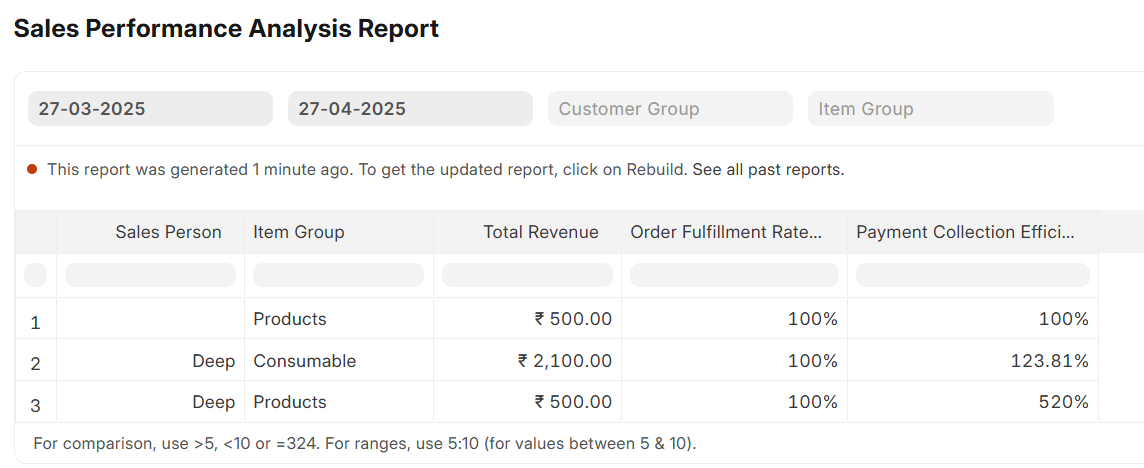 Sales Performance Analysis Report
27-03-2025 27-04-2025 Customer Group Item Group
This report was generated 1 minute ago. To get the updated report, click on Rebuild. See all past reports.
Sales Person Item Group Total Revenue Order Fulfillment Rate... Payment Collection Effici...
1 Products ₹ 500.00 100% 100%
2 Deep Consumable ₹ 2,100.00 100% 123.81%
3 Deep Products ₹ 500.00 100% 520%
For comparison, use >5, <10 or =324. For ranges, use 5:10 (for values between 5 & 10).